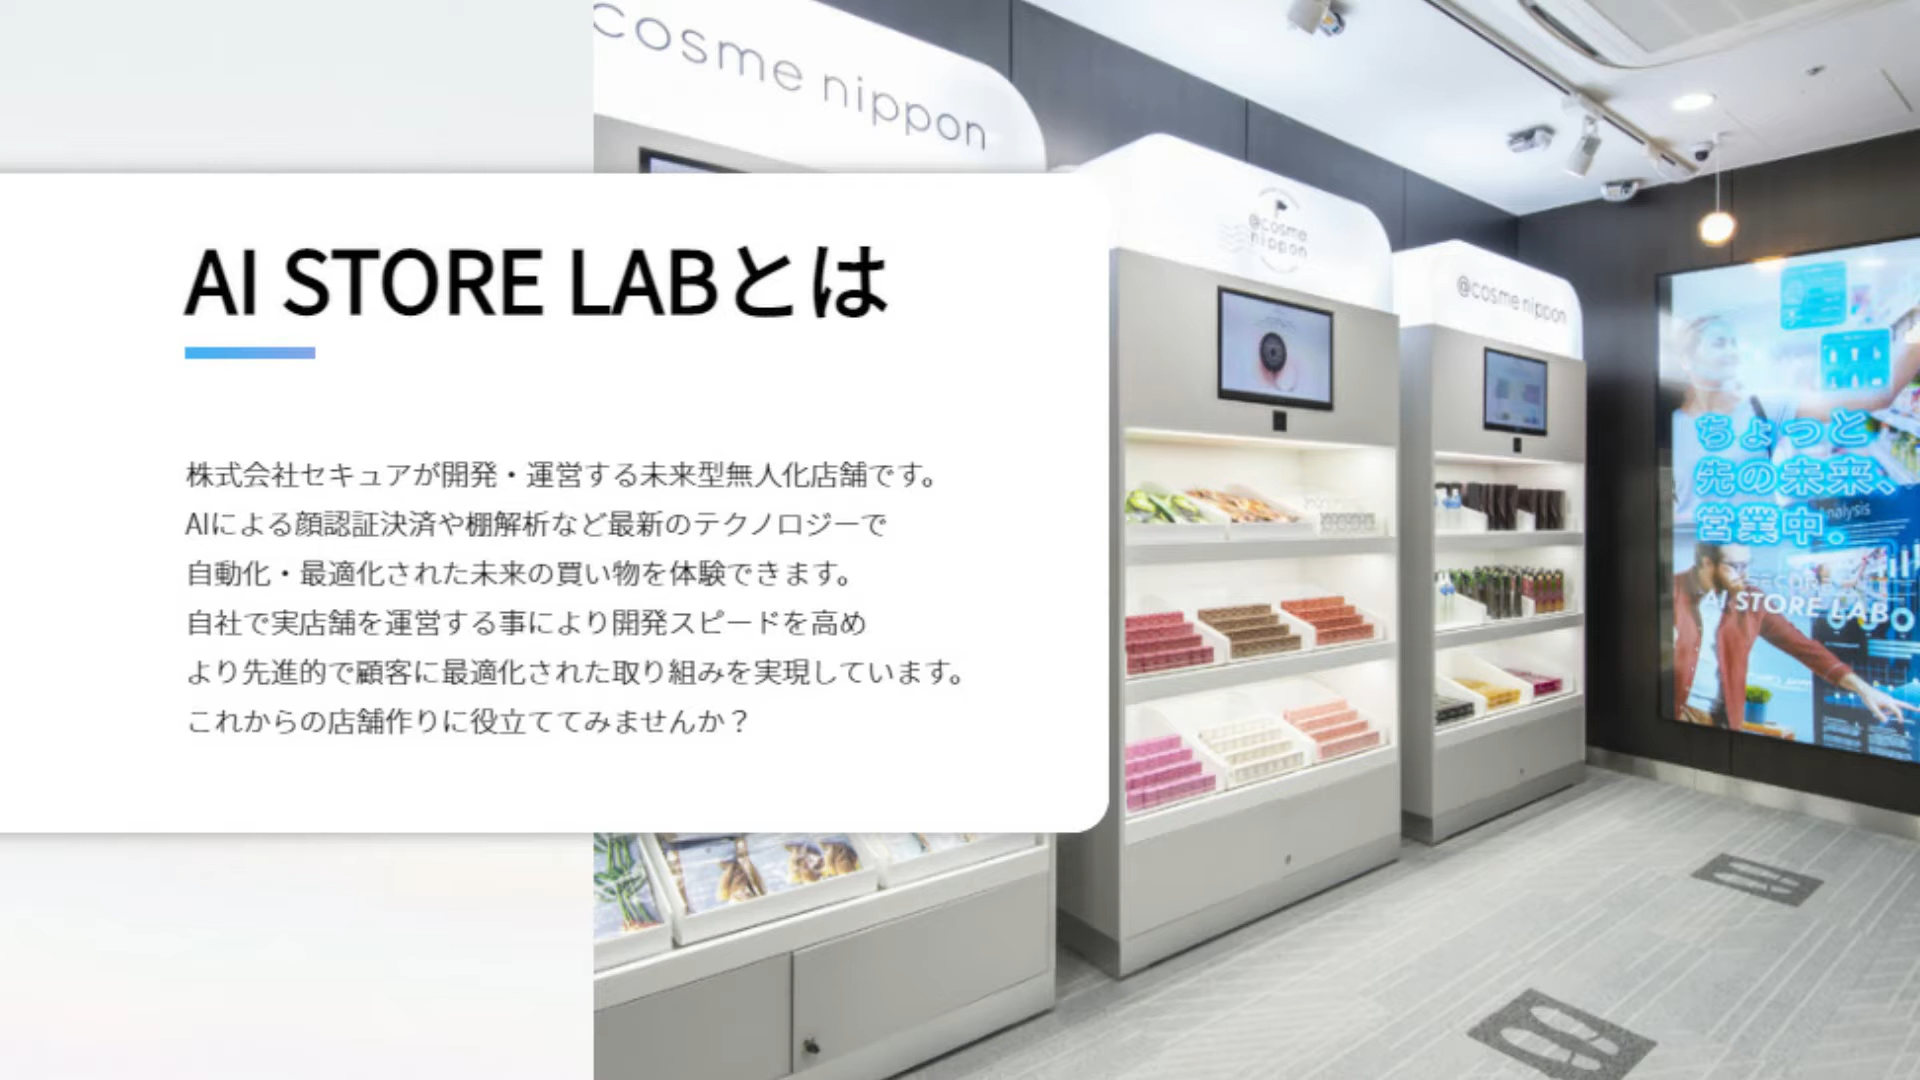 cosme nippon
@cosme
nippon
@cosme nippon
AI STORE LABとは
株式会社セキュアが開発・運営する未来型無人化店舗です。
AIによる顔認証決済や棚解析など最新のテクノロジーで
自動化・最適化された未来の買い物を体験できます。
自社で実店舗を運営する事により開発スピードを高め
より先進的で顧客に最適化された取り組みを実現しています。
これからの店舗作りに役立ててみませんか？
ちょっと
先の未来、
営業中。
analysis
SECURE
AI STORE LAB